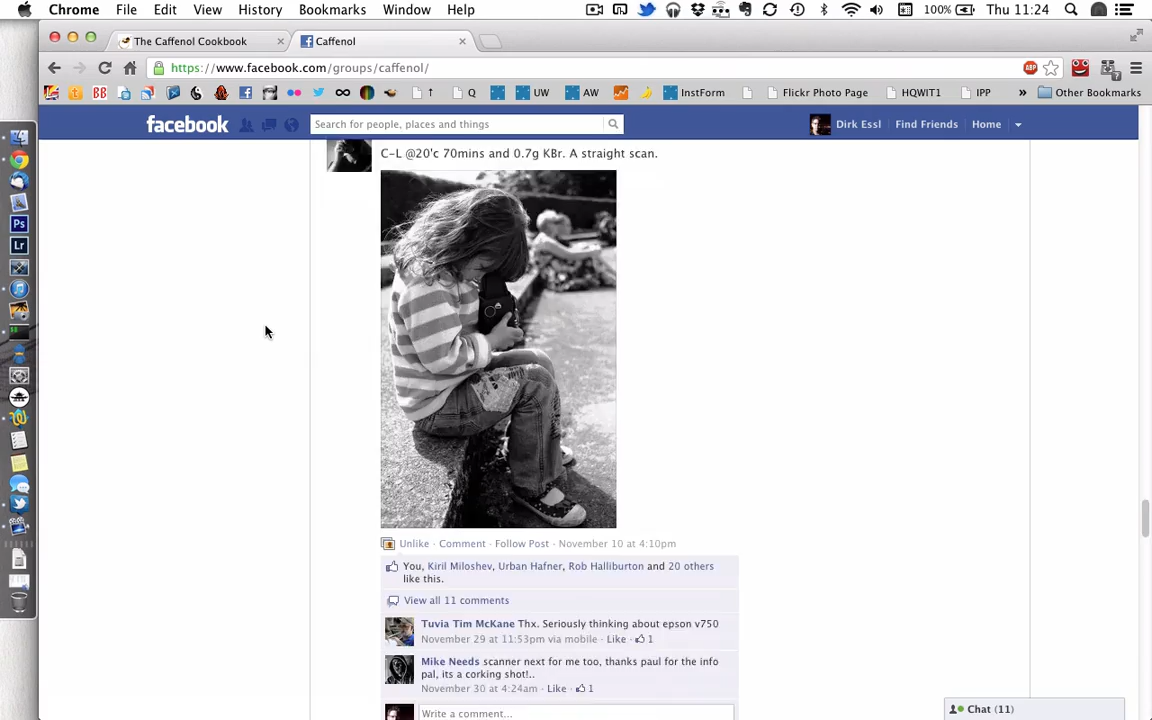 Chrome File Edit View History Bookmarks Window Help 100% Thu 11:24
The Caffenol Cookbook Caffenol
https://www.facebook.com/groups/caffenol/ ABP
BB ↑ Q UW AW InstForm Flickr Photo Page HQWIT1 IPP » Other Bookmarks
facebook Search for people, places and things Dirk Essl Find Friends Home
C-L @20'c 70mins and 0.7g KBr. A straight scan.
Unlike · Comment · Follow Post · November 10 at 4:10pm
You, Kiril Miloshev, Urban Hafner, Rob Halliburton and 20 others
like this.
View all 11 comments
Tuvia Tim McKane Thx. Seriously thinking about epson v750
November 29 at 11:53pm via mobile · Like · 1
Mike Needs scanner next for me too, thanks paul for the info
pal, its a corking shot!..
November 30 at 4:24am · Like · 1
Write a comment...
Chat (11)
Ps
Lr